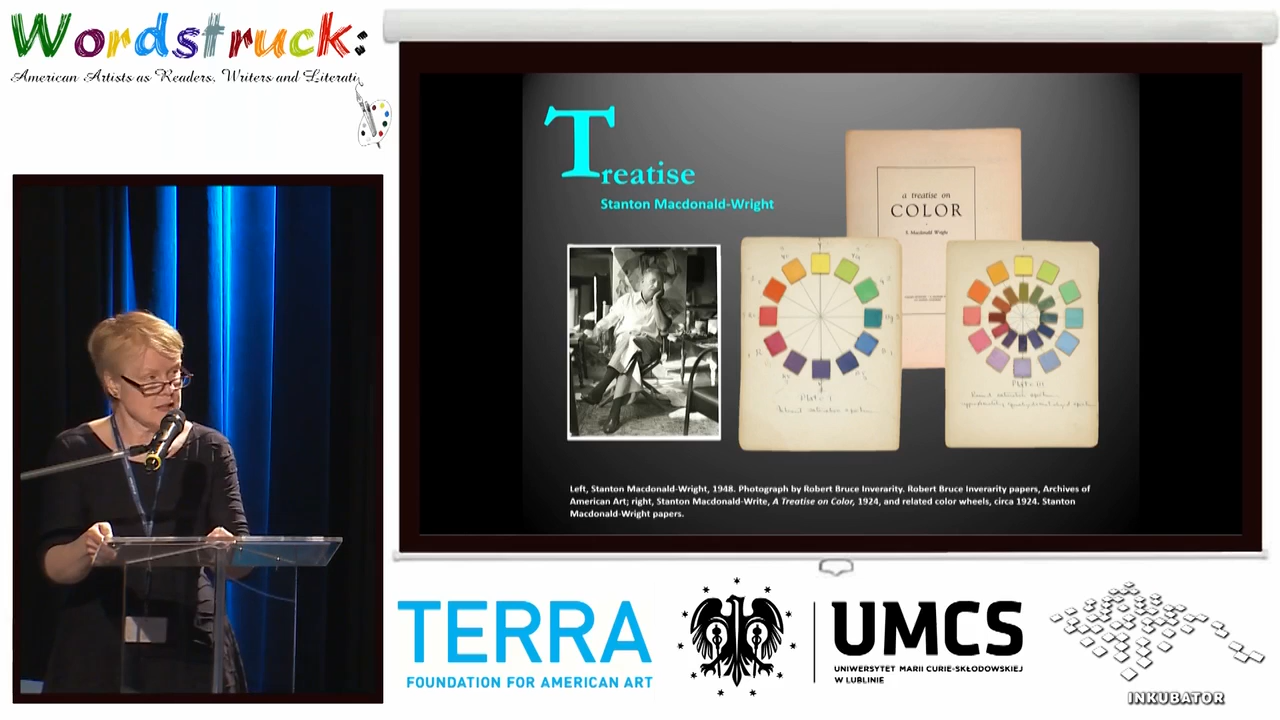 Wordstruck:
American Artists as Readers, Writers and Literati
Treatise
Stanton Macdonald-Wright
a treatise on
COLOR
S. Macdonald Wright
Plate I
Plate III
Left, Stanton Macdonald-Wright, 1948. Photograph by Robert Bruce Inverarity. Robert Bruce Inverarity papers, Archives of
American Art; right, Stanton Macdonald-Write, A Treatise on Color, 1924, and related color wheels, circa 1924. Stanton
Macdonald-Wright papers.
TERRA
FOUNDATION FOR AMERICAN ART
UMCS
UNIWERSYTET MARII CURIE-SKŁODOWSKIEJ
W LUBLINIE
INKUBATOR